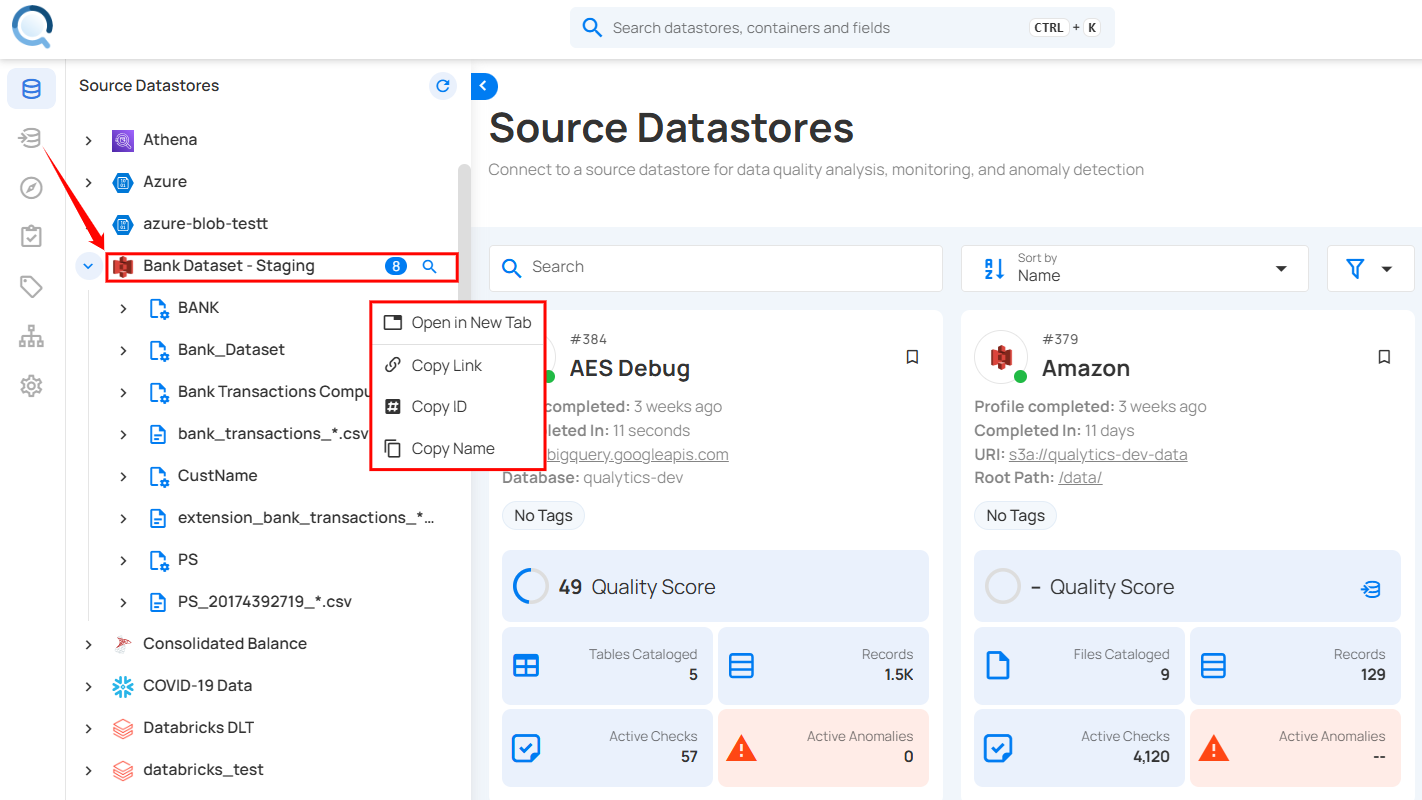 Search datastores, containers and fields
CTRL + K
Source Datastores
Athena
Azure
azure-blob-testt
Bank Dataset - Staging
8
BANK
Bank_Dataset
Bank Transactions Compu
bank_transactions_*.csv
CustName
extension_bank_transactions_*...
PS
PS_20174392719_*.csv
Consolidated Balance
COVID-19 Data
Databricks DLT
databricks_test
Open in New Tab
Copy Link
Copy ID
Copy Name
Source Datastores
Connect to a source datastore for data quality analysis, monitoring, and anomaly detection
Search
Sort by
Name
#384
AES Debug
completed: 3 weeks ago
pleted In: 11 seconds
bigquery.googleapis.com
Database: qualytics-dev
No Tags
49 Quality Score
Tables Cataloged
5
Records
1.5K
Active Checks
57
Active Anomalies
0
#379
Amazon
Profile completed: 3 weeks ago
Completed In: 11 days
URI: s3a://qualytics-dev-data
Root Path: /data/
No Tags
– Quality Score
Files Cataloged
9
Records
129
Active Checks
4,120
Active Anomalies
--